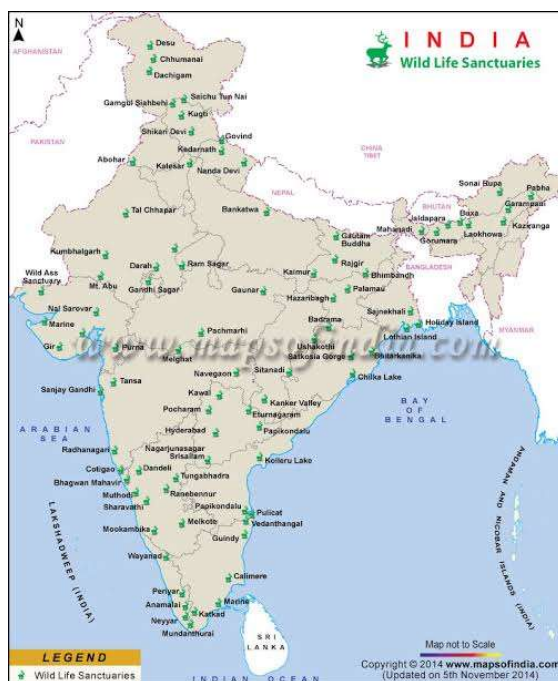 N
INDIA
Wild Life Sanctuaries
AFGHANISTAN
Desu
Chhumanai
Dachigam
Saichu Tun Nai
Gamgul Siahbehi
Kugti
PAKISTAN
Shikari Devi
Govind
Kedarnath
CHINA
TIBET
Abohar
Kalesar
Nanda Devi
NEPAL
Sonai Rupa
Pabha
BHUTAN
Garampani
Tal Chhapar
Bankatwa
Jaldapara
Buxa
Mahanadi
Kaziranga
Laokhowa
Gorumara
Gautam
Buddha
Kumbhalgarh
Rajgir
BANGLADESH
Darah
Ram Sagar
Wild Ass
Sanctuary
Kaimur
Bhimbandh
Mt. Abu
Gandhi Sagar
Gaunar
Palamau
Hazaribagh
Nal Sarovar
Sajnekhali
Marine
Badrama
Holiday Island
MYANMAR
Pachmarhi
Lothian Island
www.mapsofindia.com
Gir
Purna
Melghat
Ushakothi
Satkosia Gorge
Bhitarkanika
Navegaon
Sitanadi
Chilka Lake
Tansa
Sanjay Gandhi
Kawal
Kanker Valley
BAY
OF
BENGAL
Pocharam
Eturnagaram
ARABIAN
SEA
Papikondalu
Hyderabad
Radhanagari
Nagarjunasagar
Srisailam
Kolleru Lake
Cotigao
Dandeli
Tungabhadra
Bhagwan Mahavir
Ranebennur
Muthodi
Sharavathi
Papikondalu
Pulicat
Melkote
Vedanthangal
Mookambika
Guindy
ANDAMAN AND NICOBAR ISLANDS (INDIA)
LAKSHADWEEP (INDIA)
Wayanad
Calimere
Periyar
Marine
Anamalai
Katkad
Neyyar
Mundanthurai
SRI
LANKA
Map not to Scale
LEGEND
Wild Life Sanctuaries
Copyright © 2014 www.mapsofindia.com
(Updated on 5th November 2014)
INDIAN OCEAN